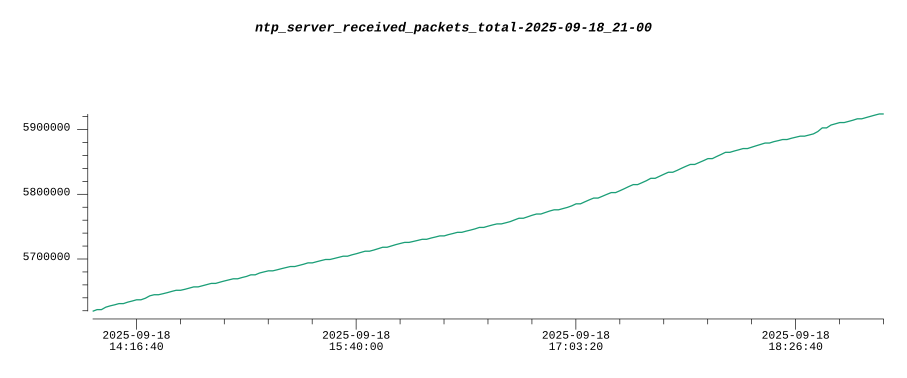 ntp_server_received_packets_total-2025-09-18_21-00
5900000
5800000
5700000
2025-09-18 2025-09-18 2025-09-18 2025-09-18
14:16:40 15:40:00 17:03:20 18:26:40